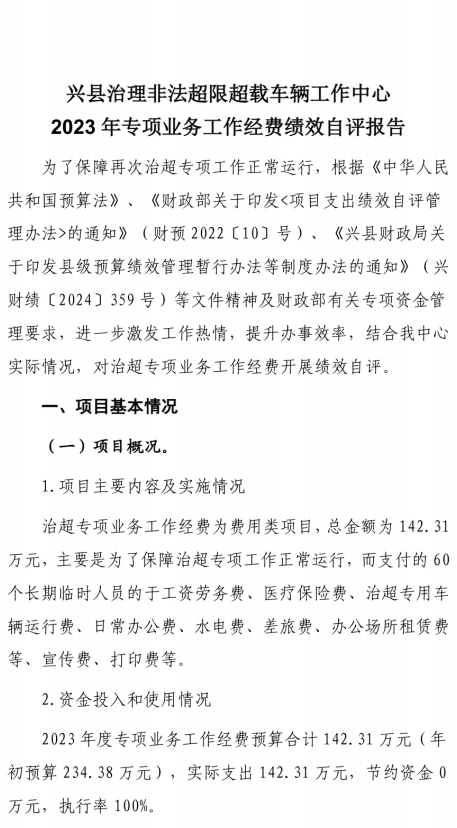 兴县治理非法超限超载车辆工作中心
2023年专项业务工作经费绩效自评报告
为了保障再次治超专项工作正常运行，根据《中华人民
共和国预算法》、《财政部关于印发<项目支出绩效自评管
理办法>的通知》（财预2022〔10〕号）、《兴县财政局关
于印发县级预算绩效管理暂行办法等制度办法的通知》（兴
财绩〔2024〕359号）等文件精神及财政部有关专项资金管
理要求，进一步激发工作热情，提升办事效率，结合我中心
实际情况，对治超专项业务工作经费开展绩效自评。
一、项目基本情况
（一）项目概况。
1.项目主要内容及实施情况
治超专项业务工作经费为费用类项目，总金额为142.31
万元，主要是为了保障治超专项工作正常运行，而支付的60
个长期临时人员的于工资劳务费、医疗保险费、治超专用车
辆运行费、日常办公费、水电费、差旅费、办公场所租赁费
等、宣传费、打印费等。
2.资金投入和使用情况
2023年度专项业务工作经费预算合计142.31万元（年
初预算234.38万元），实际支出142.31万元，节约资金0
万元，执行率100%。